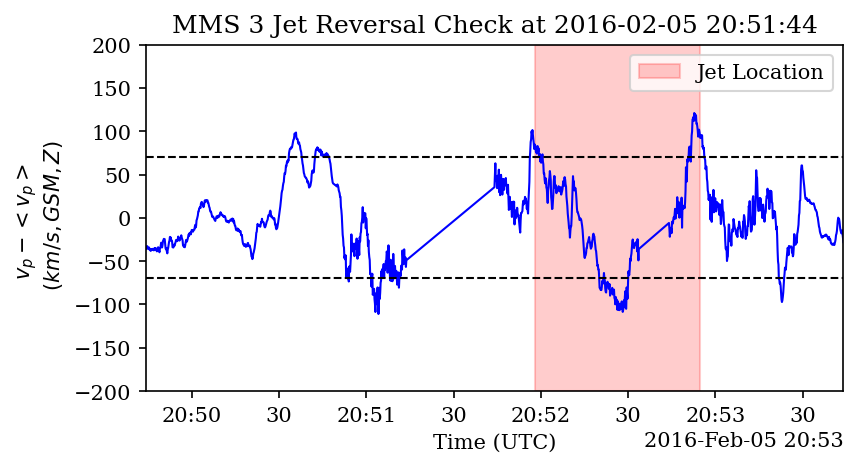 MMS 3 Jet Reversal Check at 2016-02-05 20:51:44
Jet Location
200
150
100
50
0
−50
−100
−150
−200
v_p − < v_p >
(km/s, GSM, Z)
20:50 30 20:51 30 20:52 30 20:53 30
Time (UTC)
2016-Feb-05 20:53